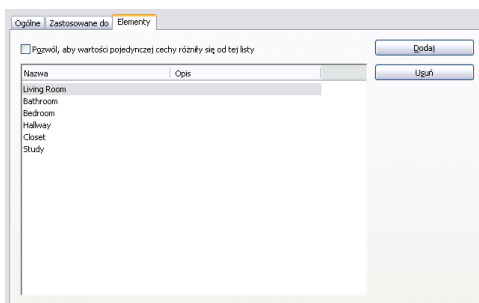 Ogólne Zastosowane do Elementy
Pozwól, aby wartości pojedynczej cechy różniły się od tej listy
Dodaj
Usuń
Nazwa Opis
Living Room
Bathroom
Bedroom
Hallway
Closet
Study